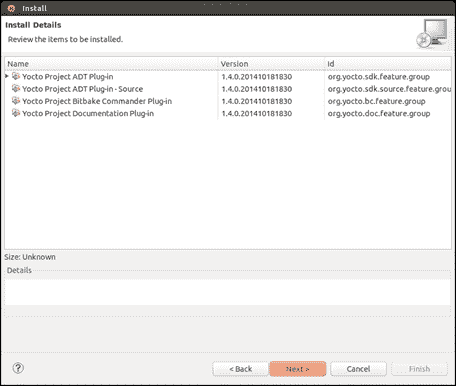 Install
Install Details
Review the items to be installed.
Name Version Id
Yocto Project ADT Plug-in 1.4.0.201410181830 org.yocto.sdk.feature.group
Yocto Project ADT Plug-in - Source 1.4.0.201410181830 org.yocto.sdk.source.feature.grou
Yocto Project Bitbake Commander Plug-in 1.4.0.201410181830 org.yocto.bc.feature.group
Yocto Project Documentation Plug-in 1.4.0.201410181830 org.yocto.doc.feature.group
Size: Unknown
Details
? < Back Next > Cancel Finish